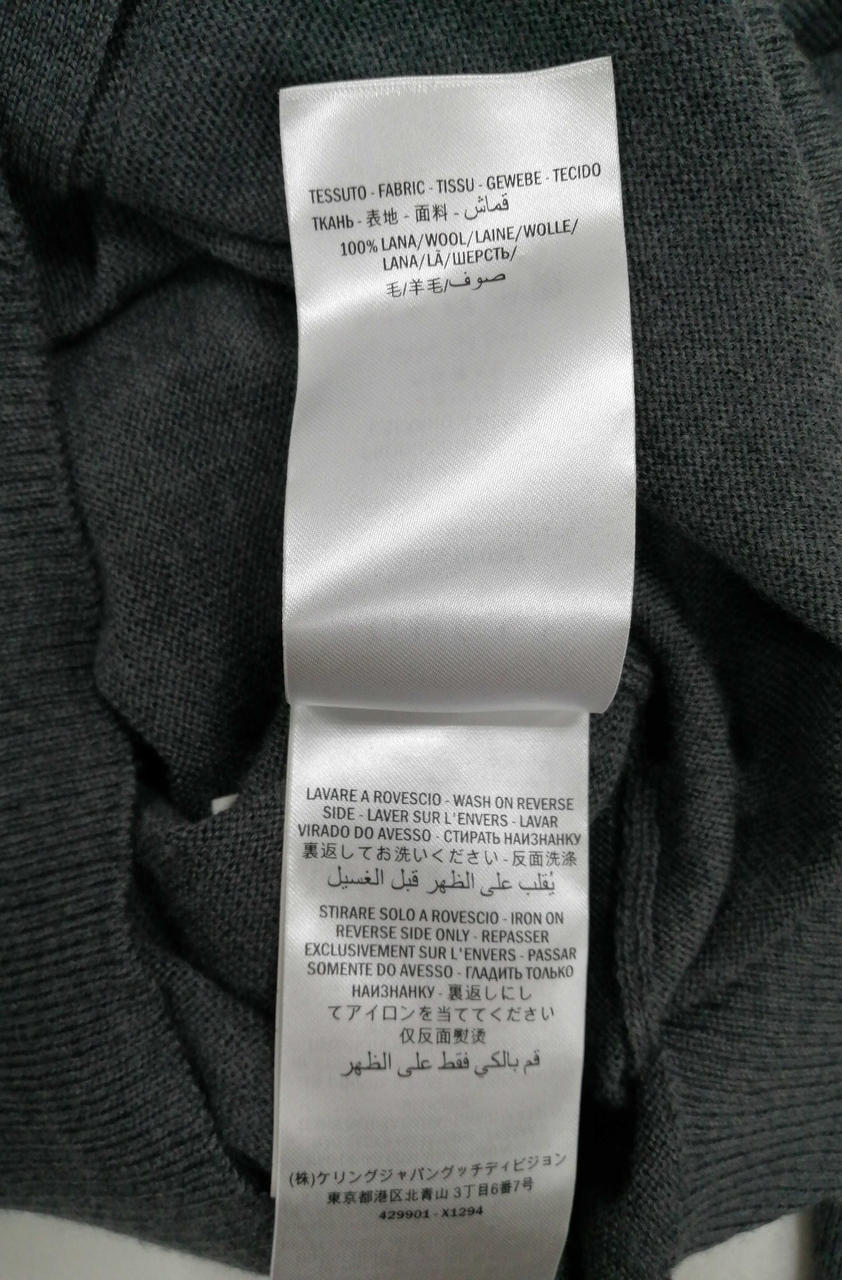 TESSUTO - FABRIC - TISSU - GEWEBE - TECIDO
ТКАНЬ - 表地 - 面料 - قماش
100% LANA/WOOL/LAINE/WOLLE/
LANA/LÃ/ШЕРСТЬ/
毛/羊毛/صوف
LAVARE A ROVESCIO - WASH ON REVERSE
SIDE - LAVER SUR L'ENVERS - LAVAR
VIRADO DO AVESSO - СТИРАТЬ НАИЗНАНКУ
裏返してお洗いください - 反面洗涤
يُقلب على الظهر قبل الغسيل
STIRARE SOLO A ROVESCIO - IRON ON
REVERSE SIDE ONLY - REPASSER
EXCLUSIVEMENT SUR L'ENVERS - PASSAR
SOMENTE DO AVESSO - ГЛАДИТЬ ТОЛЬКО
НАИЗНАНКУ - 裏返しにし
てアイロンを当ててください
仅反面熨烫
قم بالكي فقط على الظهر
(株)ケリングジャパングッチディビジョン
東京都港区北青山 3丁目6番7号
429901 - X1294